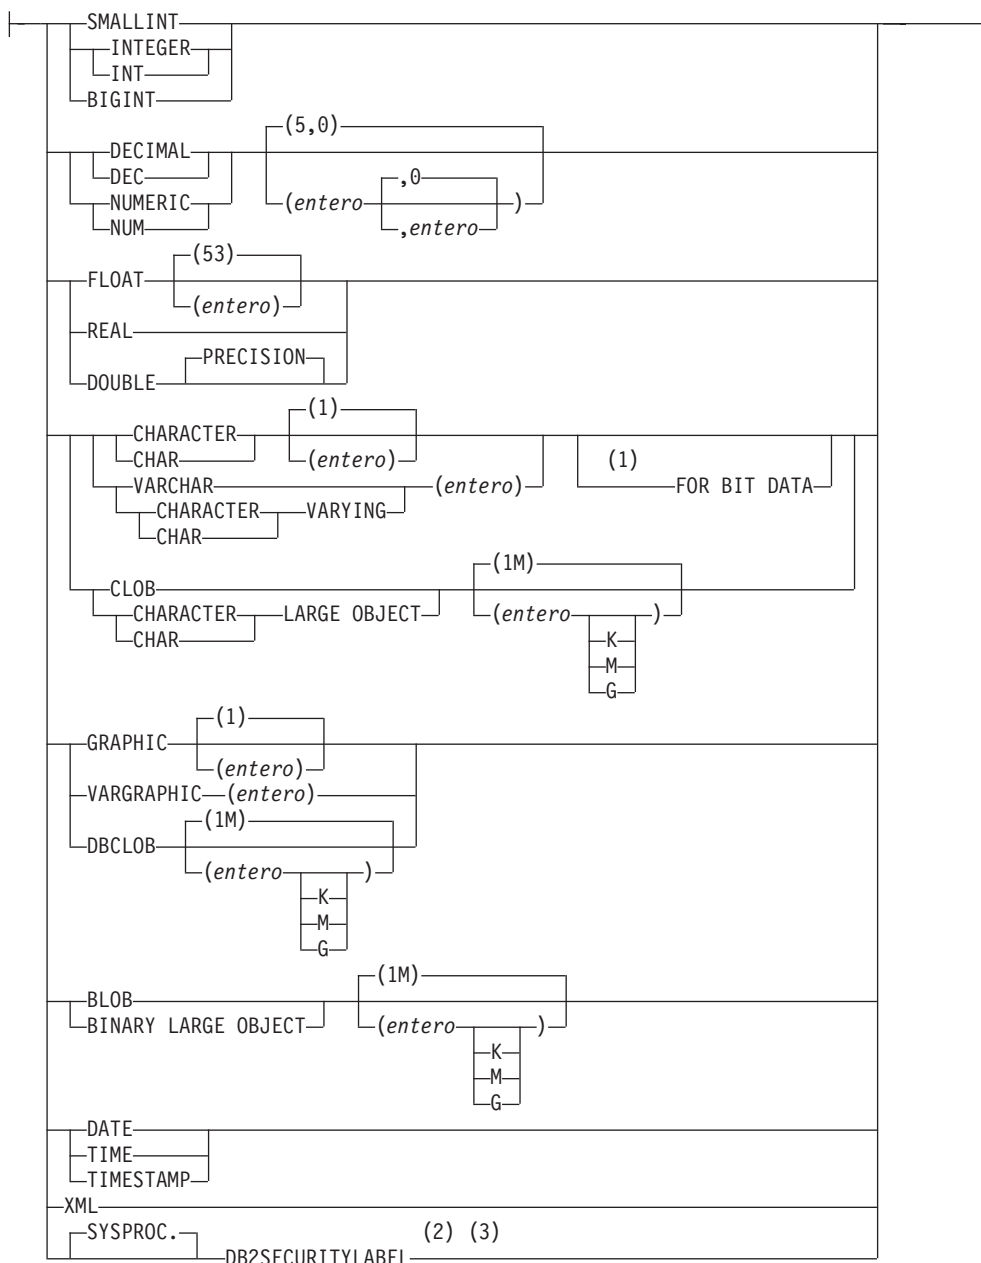 SMALLINT
INTEGER
INT
BIGINT
(5,0)
DECIMAL
DEC
,0
NUMERIC
(entero
)
NUM
,entero
(53)
FLOAT
(entero)
REAL
PRECISION
DOUBLE
(1)
CHARACTER
CHAR
(entero)
(1)
VARCHAR
(entero)
FOR BIT DATA
CHARACTER
VARYING
CHAR
(1M)
CLOB
CHARACTER
LARGE OBJECT
(entero
)
CHAR
K
M
G
(1)
GRAPHIC
(entero)
VARGRAPHIC
(entero)
(1M)
DBCLOB
(entero
)
K
M
G
(1M)
BLOB
BINARY LARGE OBJECT
(entero
)
K
M
G
DATE
TIME
TIMESTAMP
XML
SYSPROC.
(2) (3)
DB2SECURITYLABEL